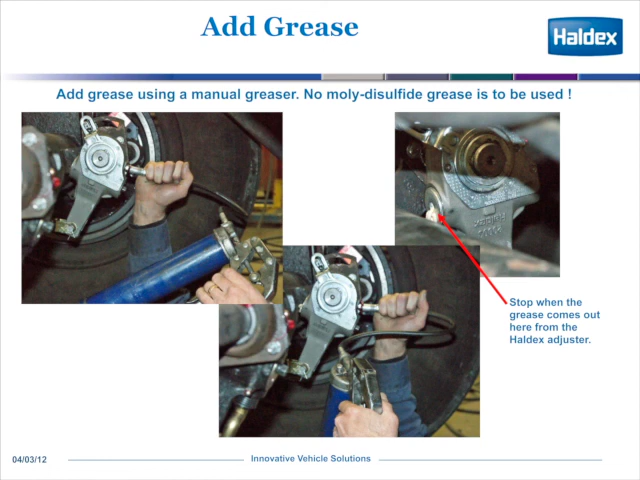 Add Grease
Haldex
Add grease using a manual greaser. No moly-disulfide grease is to be used !
Stop when the
grease comes out
here from the
Haldex adjuster.
04/03/12
Innovative Vehicle Solutions